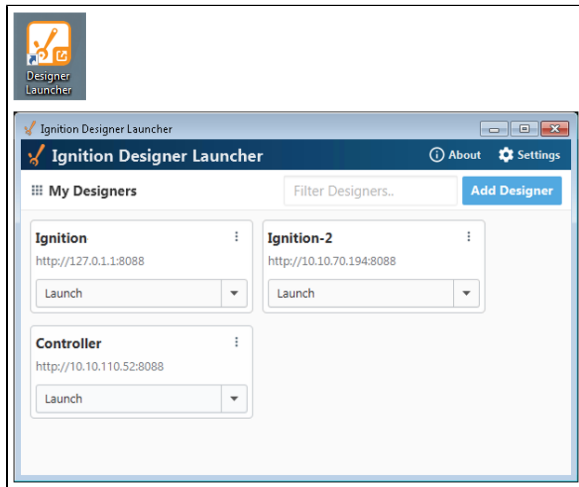 Designer
Launcher
Ignition Designer Launcher
Ignition Designer Launcher
About
Settings
My Designers
Filter Designers..
Add Designer
Ignition
http://127.0.1.1:8088
Launch
Ignition-2
http://10.10.70.194:8088
Launch
Controller
http://10.10.110.52:8088
Launch